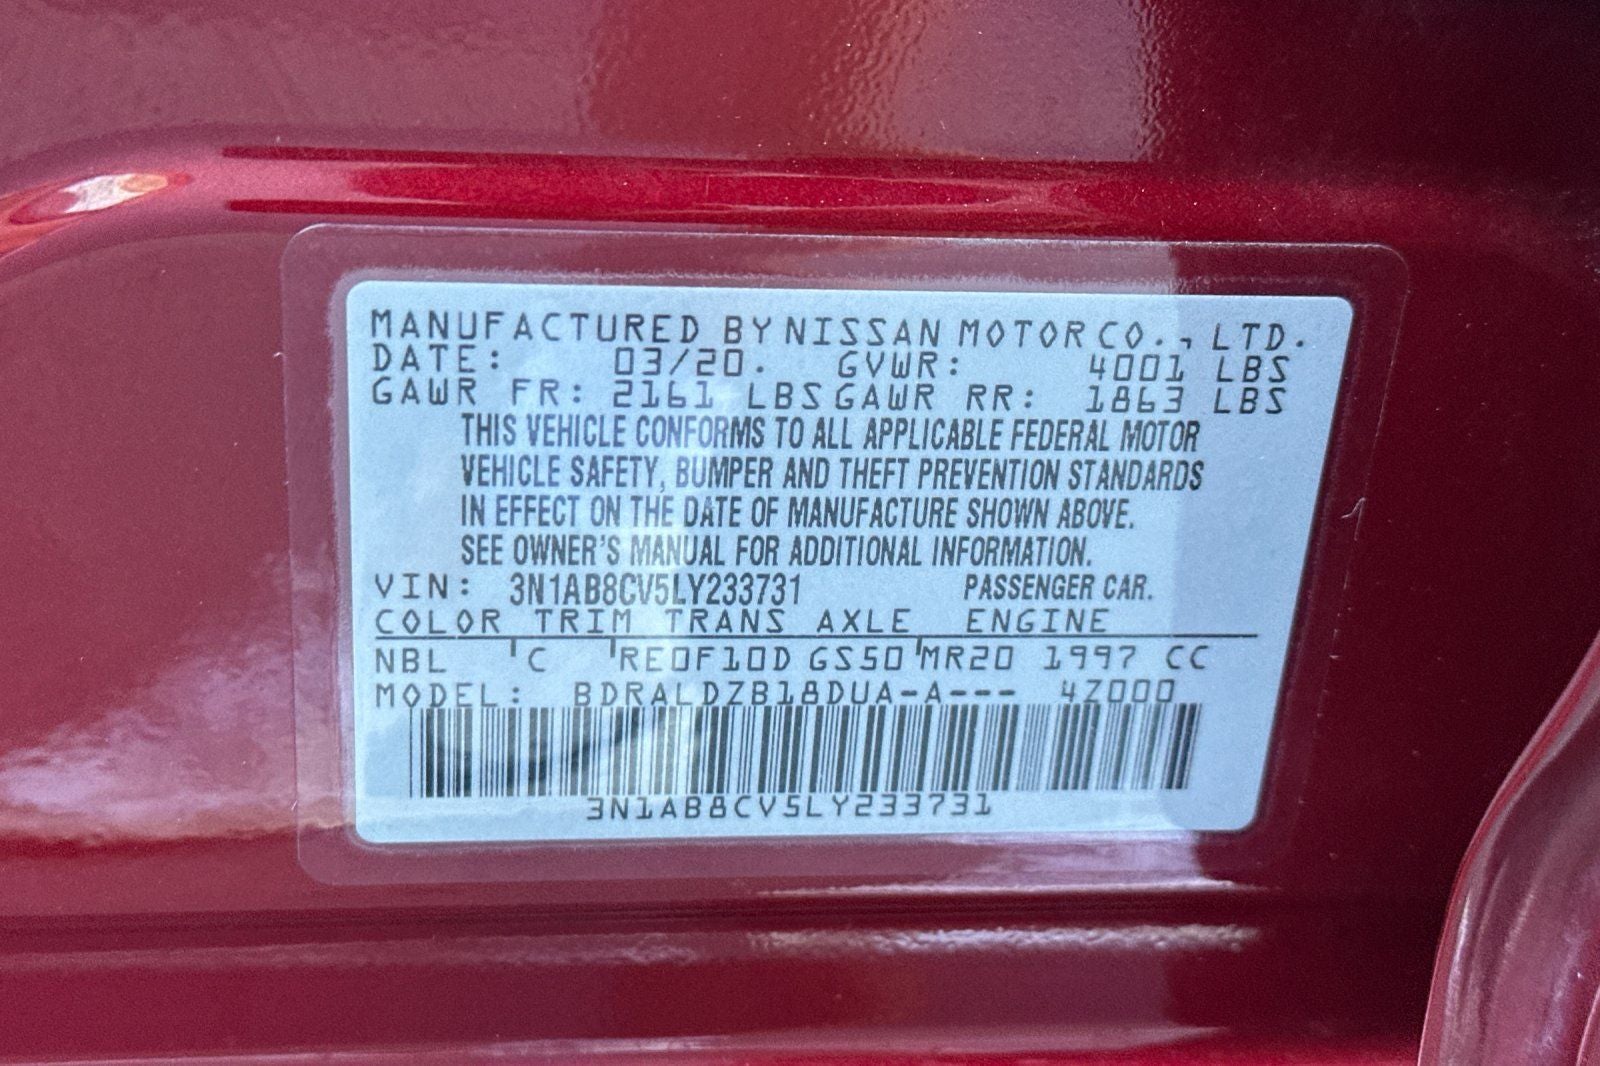 MANUFACTURED BY NISSAN MOTOR CO., LTD.
DATE: 03/20. GVWR: 4001 LBS
GAWR FR: 2161 LBS GAWR RR: 1863 LBS
THIS VEHICLE CONFORMS TO ALL APPLICABLE FEDERAL MOTOR
VEHICLE SAFETY, BUMPER AND THEFT PREVENTION STANDARDS
IN EFFECT ON THE DATE OF MANUFACTURE SHOWN ABOVE.
SEE OWNER'S MANUAL FOR ADDITIONAL INFORMATION.
VIN: 3N1AB8CV5LY233731 PASSENGER CAR.
COLOR TRIM TRANS AXLE ENGINE
NBL C RE0F10D GS50 MR20 1997 CC
MODEL: BDRALDZB18DUA-A--- 4Z000
3N1AB8CV5LY233731